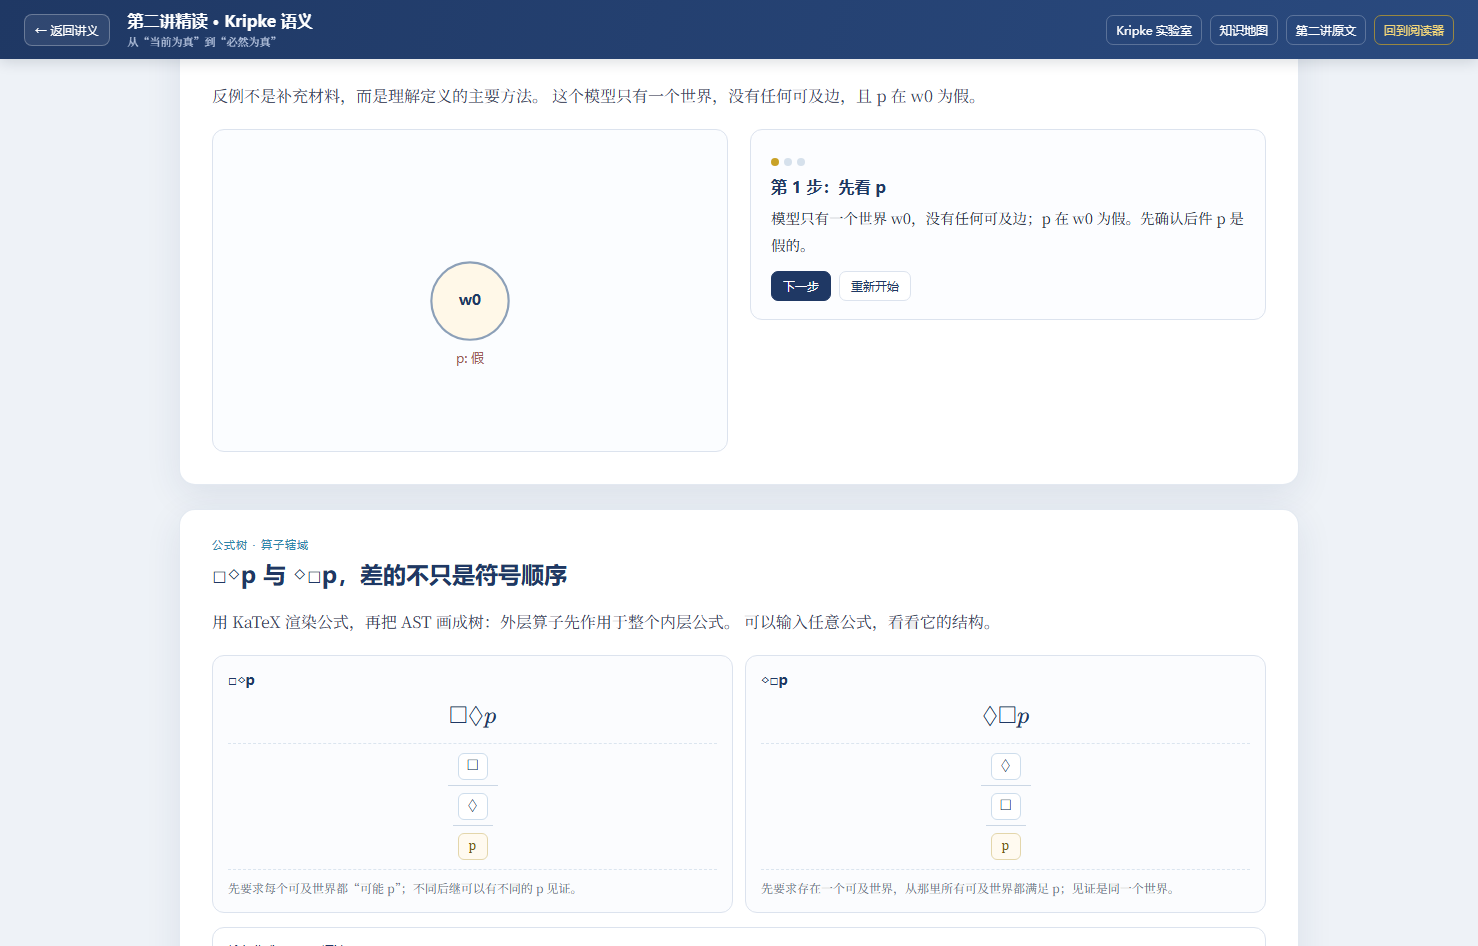 ← 返回讲义
第二讲精读 • Kripke 语义
从“当前为真”到“必然为真”
Kripke 实验室
知识地图
第二讲原文
回到阅读器
反例不是补充材料，而是理解定义的主要方法。 这个模型只有一个世界，没有任何可及边，且 p 在 w0 为假。
w0
p: 假
第 1 步：先看 p
模型只有一个世界 w0，没有任何可及边；p 在 w0 为假。先确认后件 p 是
假的。
下一步
重新开始
公式树 · 算子辖域
□◇p 与 ◇□p，差的不只是符号顺序
用 KaTeX 渲染公式，再把 AST 画成树：外层算子先作用于整个内层公式。 可以输入任意公式，看看它的结构。
□◇p
□◊p
□
◊
p
先要求每个可及世界都“可能 p”；不同后继可以有不同的 p 见证。
◇□p
◊□p
◊
□
p
先要求存在一个可及世界，从那里所有可及世界都满足 p；见证是同一个世界。